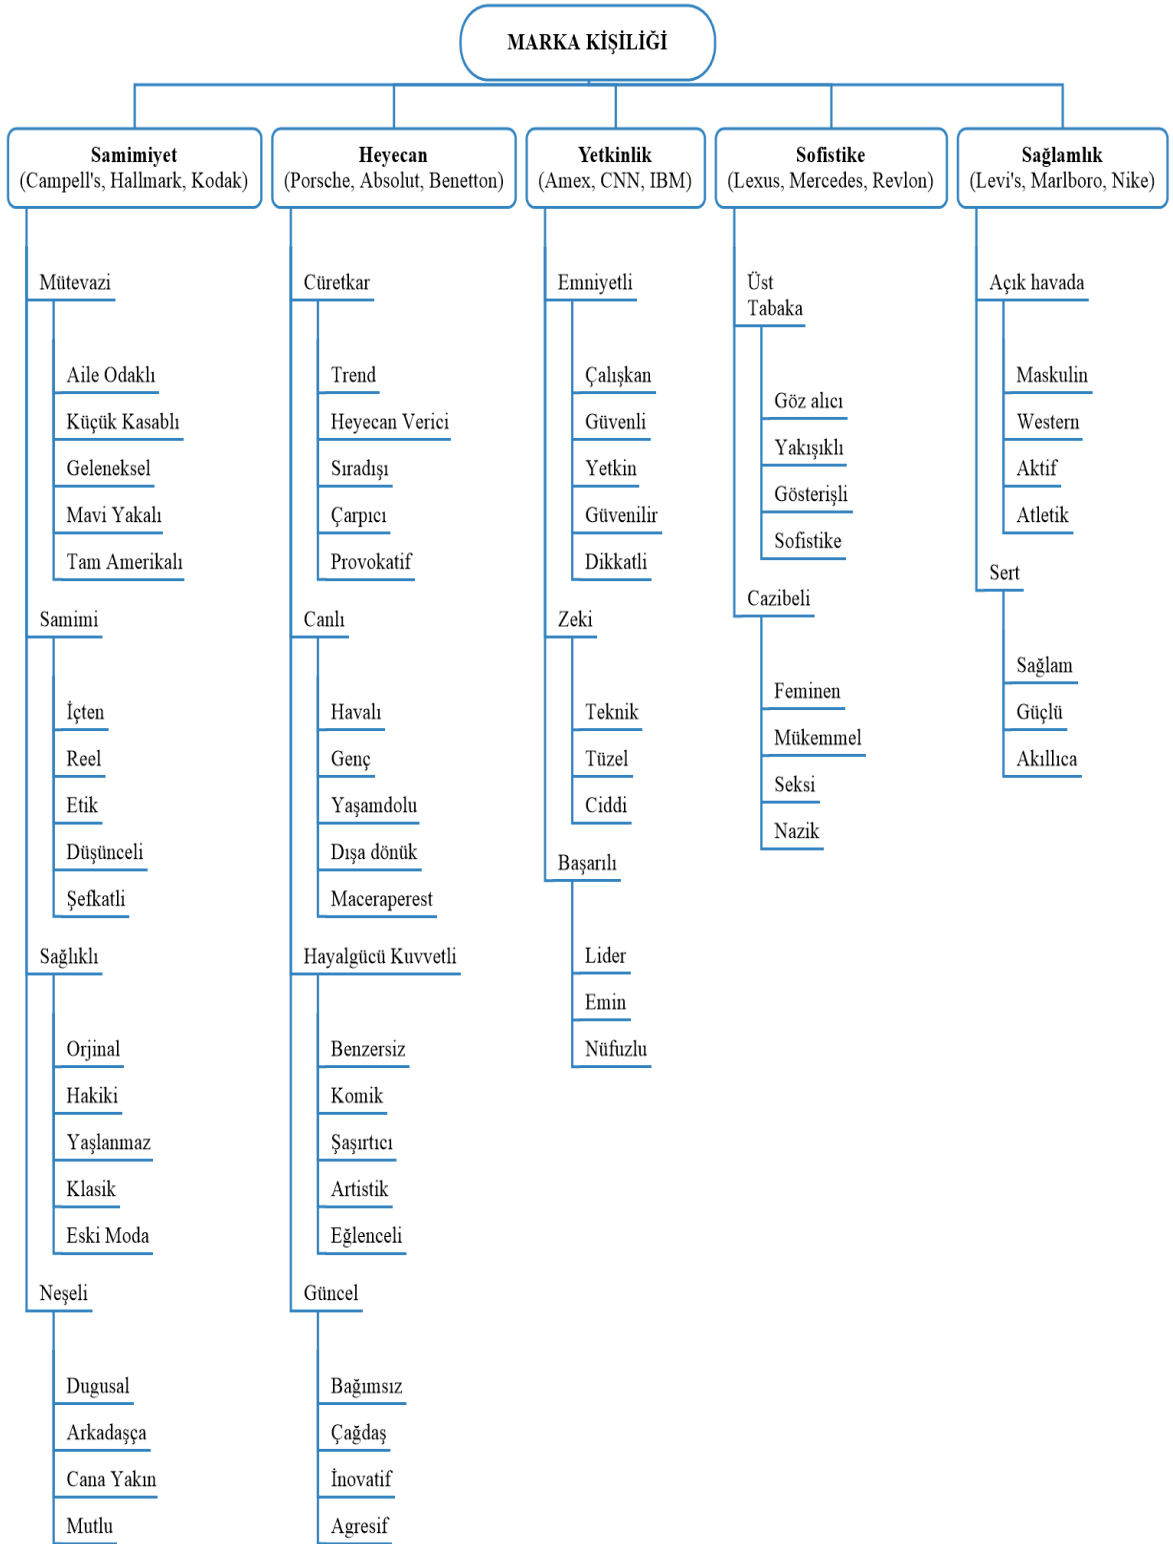 MARKA KİŞİLİĞİ
Samimiyet
(Campell's, Hallmark, Kodak)
Mütevazi
Aile Odaklı
Küçük Kasablı
Geleneksel
Mavi Yakalı
Tam Amerikalı
Samimi
İçten
Reel
Etik
Düşünceli
Şefkatli
Sağlıklı
Orjinal
Hakiki
Yaşlanmaz
Klasik
Eski Moda
Neşeli
Dugusal
Arkadaşça
Cana Yakın
Mutlu
Heyecan
(Porsche, Absolut, Benetton)
Cüretkar
Trend
Heyecan Verici
Sıradışı
Çarpıcı
Provokatif
Canlı
Havalı
Genç
Yaşamdolu
Dışa dönük
Maceraperest
Hayalgücü Kuvvetli
Benzersiz
Komik
Şaşırtıcı
Artistik
Eğlenceli
Güncel
Bağımsız
Çağdaş
İnovatif
Agresif
Yetkinlik
(Amex, CNN, IBM)
Emniyetli
Çalışkan
Güvenli
Yetkin
Güvenilir
Dikkatli
Zeki
Teknik
Tüzel
Ciddi
Başarılı
Lider
Emin
Nüfuzlu
Sofistike
(Lexus, Mercedes, Revlon)
Üst
Tabaka
Göz alıcı
Yakışıklı
Gösterişli
Sofistike
Cazibeli
Feminen
Mükemmel
Seksi
Nazik
Sağlamlık
(Levi's, Marlboro, Nike)
Açık havada
Maskulin
Western
Aktif
Atletik
Sert
Sağlam
Güçlü
Akıllıca